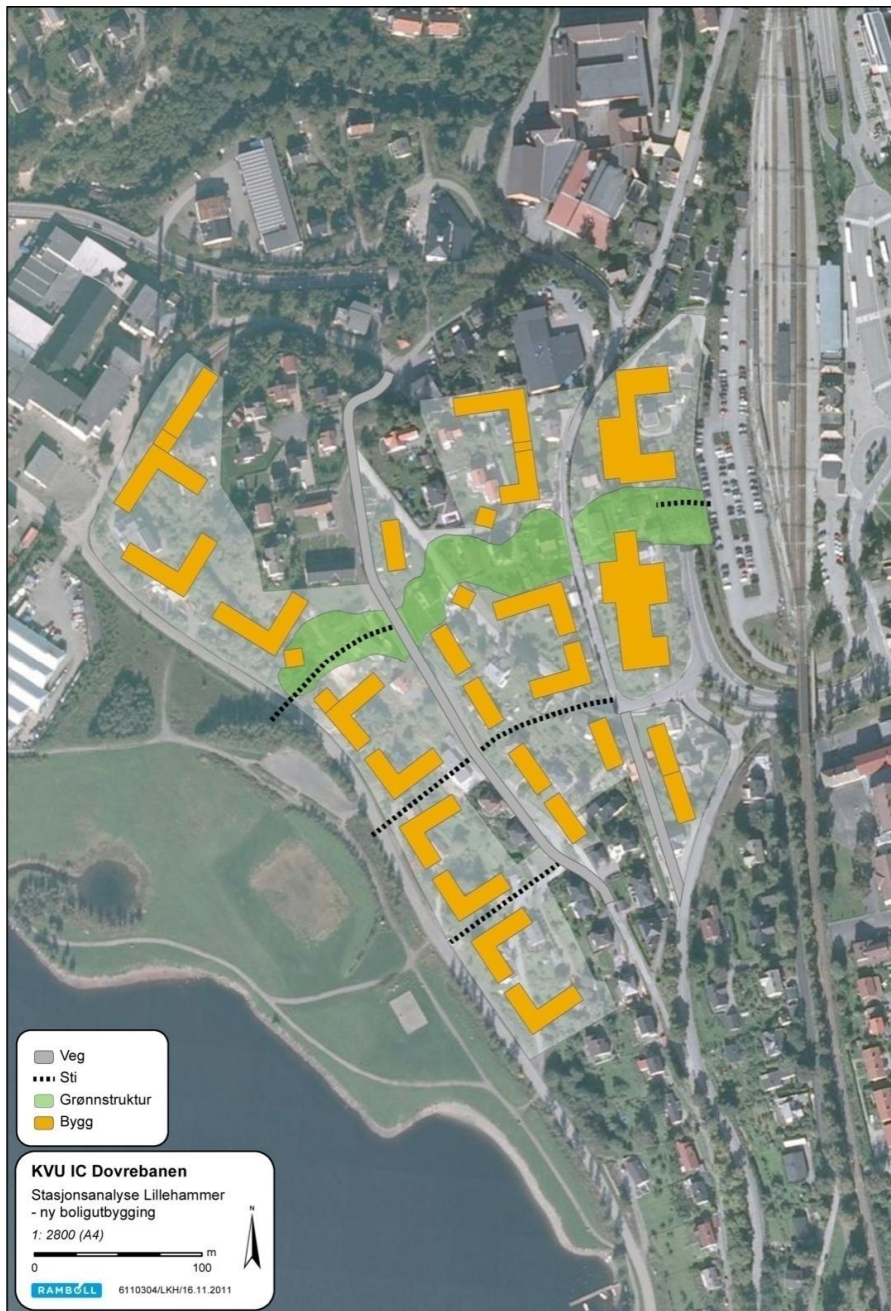 Veg
Sti
Grønnstruktur
Bygg
KVU IC Dovrebanen
Stasjonsanalyse Lillehammer
- ny boligutbygging
1: 2800 (A4)
N
m
0 100
RAMBOLL 6110304/LKH/16.11.2011